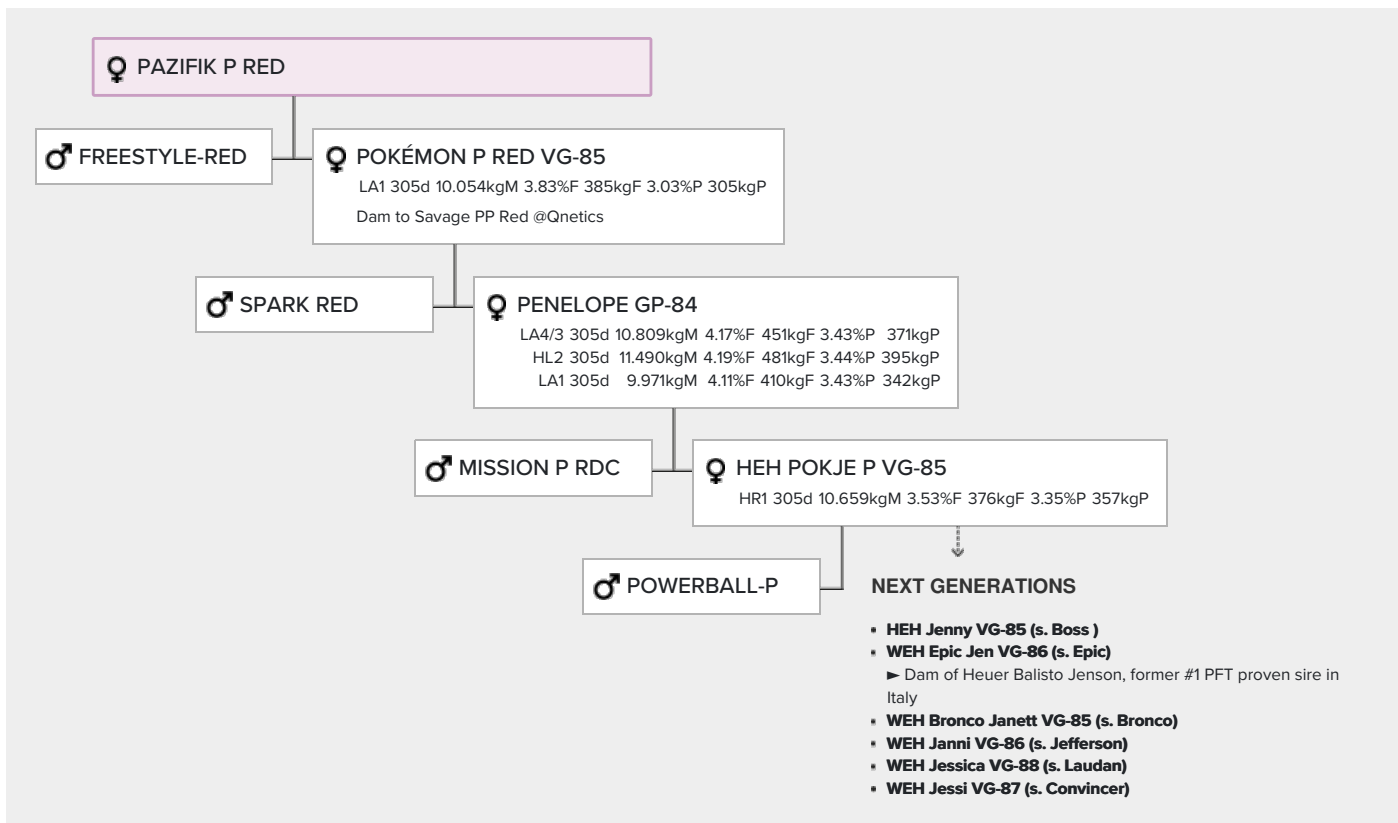 PAZIFIK P RED
FREESTYLE-RED
POKÉMON P RED VG-85
LA1 305d 10.054kgM 3.83%F 385kgF 3.03%P 305kgP
Dam to Savage PP Red @Qnetics
SPARK RED
PENELOPE GP-84
LA4/3 305d 10.809kgM 4.17%F 451kgF 3.43%P 371kgP
HL2 305d 11.490kgM 4.19%F 481kgF 3.44%P 395kgP
LA1 305d 9.971kgM 4.11%F 410kgF 3.43%P 342kgP
MISSION P RDC
HEH POKJE P VG-85
HR1 305d 10.659kgM 3.53%F 376kgF 3.35%P 357kgP
POWERBALL-P
NEXT GENERATIONS
• HEH Jenny VG-85 (s. Boss )
• WEH Epic Jen VG-86 (s. Epic)
► Dam of Heuer Balisto Jenson, former #1 PFT proven sire in
Italy
• WEH Bronco Janett VG-85 (s. Bronco)
• WEH Janni VG-86 (s. Jefferson)
• WEH Jessica VG-88 (s. Laudan)
• WEH Jessi VG-87 (s. Convincer)